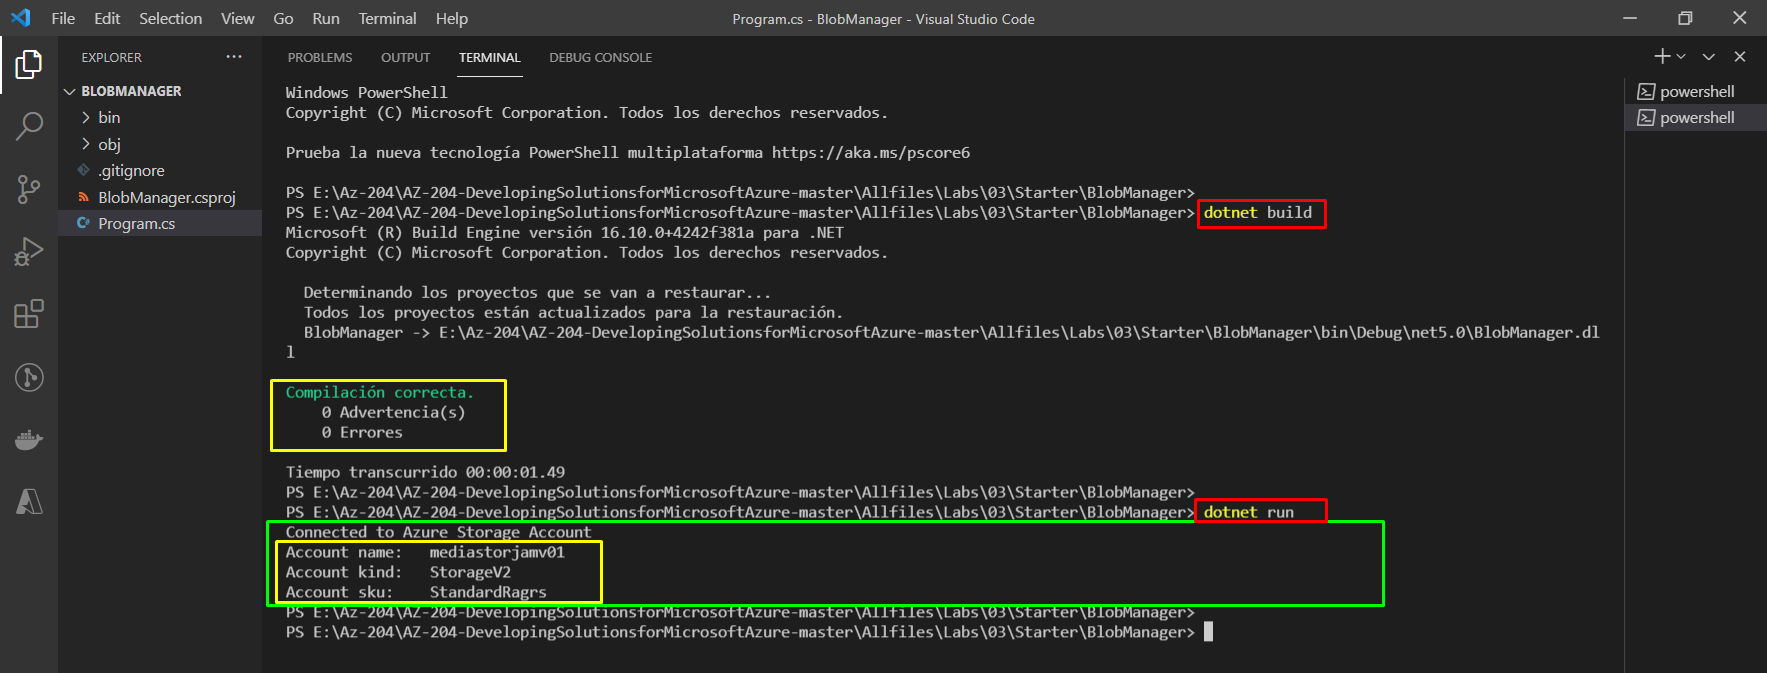 File Edit Selection View Go Run Terminal Help
Program.cs - BlobManager - Visual Studio Code
EXPLORER
BLOBMANAGER
bin
obj
.gitignore
BlobManager.csproj
Program.cs
PROBLEMS OUTPUT TERMINAL DEBUG CONSOLE
Windows PowerShell
Copyright (C) Microsoft Corporation. Todos los derechos reservados.
Prueba la nueva tecnología PowerShell multiplataforma https://aka.ms/pscore6
PS E:\Az-204\AZ-204-DevelopingSolutionsforMicrosoftAzure-master\Allfiles\Labs\03\Starter\BlobManager>
PS E:\Az-204\AZ-204-DevelopingSolutionsforMicrosoftAzure-master\Allfiles\Labs\03\Starter\BlobManager> dotnet build
Microsoft (R) Build Engine versión 16.10.0+4242f381a para .NET
Copyright (C) Microsoft Corporation. Todos los derechos reservados.
Determinando los proyectos que se van a restaurar...
Todos los proyectos están actualizados para la restauración.
BlobManager -> E:\Az-204\AZ-204-DevelopingSolutionsforMicrosoftAzure-master\Allfiles\Labs\03\Starter\BlobManager\bin\Debug\net5.0\BlobManager.dl
l
Compilación correcta.
0 Advertencia(s)
0 Errores
Tiempo transcurrido 00:00:01.49
PS E:\Az-204\AZ-204-DevelopingSolutionsforMicrosoftAzure-master\Allfiles\Labs\03\Starter\BlobManager>
PS E:\Az-204\AZ-204-DevelopingSolutionsforMicrosoftAzure-master\Allfiles\Labs\03\Starter\BlobManager> dotnet run
Connected to Azure Storage Account
Account name: mediastorjamv01
Account kind: StorageV2
Account sku: StandardRagrs
PS E:\Az-204\AZ-204-DevelopingSolutionsforMicrosoftAzure-master\Allfiles\Labs\03\Starter\BlobManager>
PS E:\Az-204\AZ-204-DevelopingSolutionsforMicrosoftAzure-master\Allfiles\Labs\03\Starter\BlobManager>
powershell
powershell